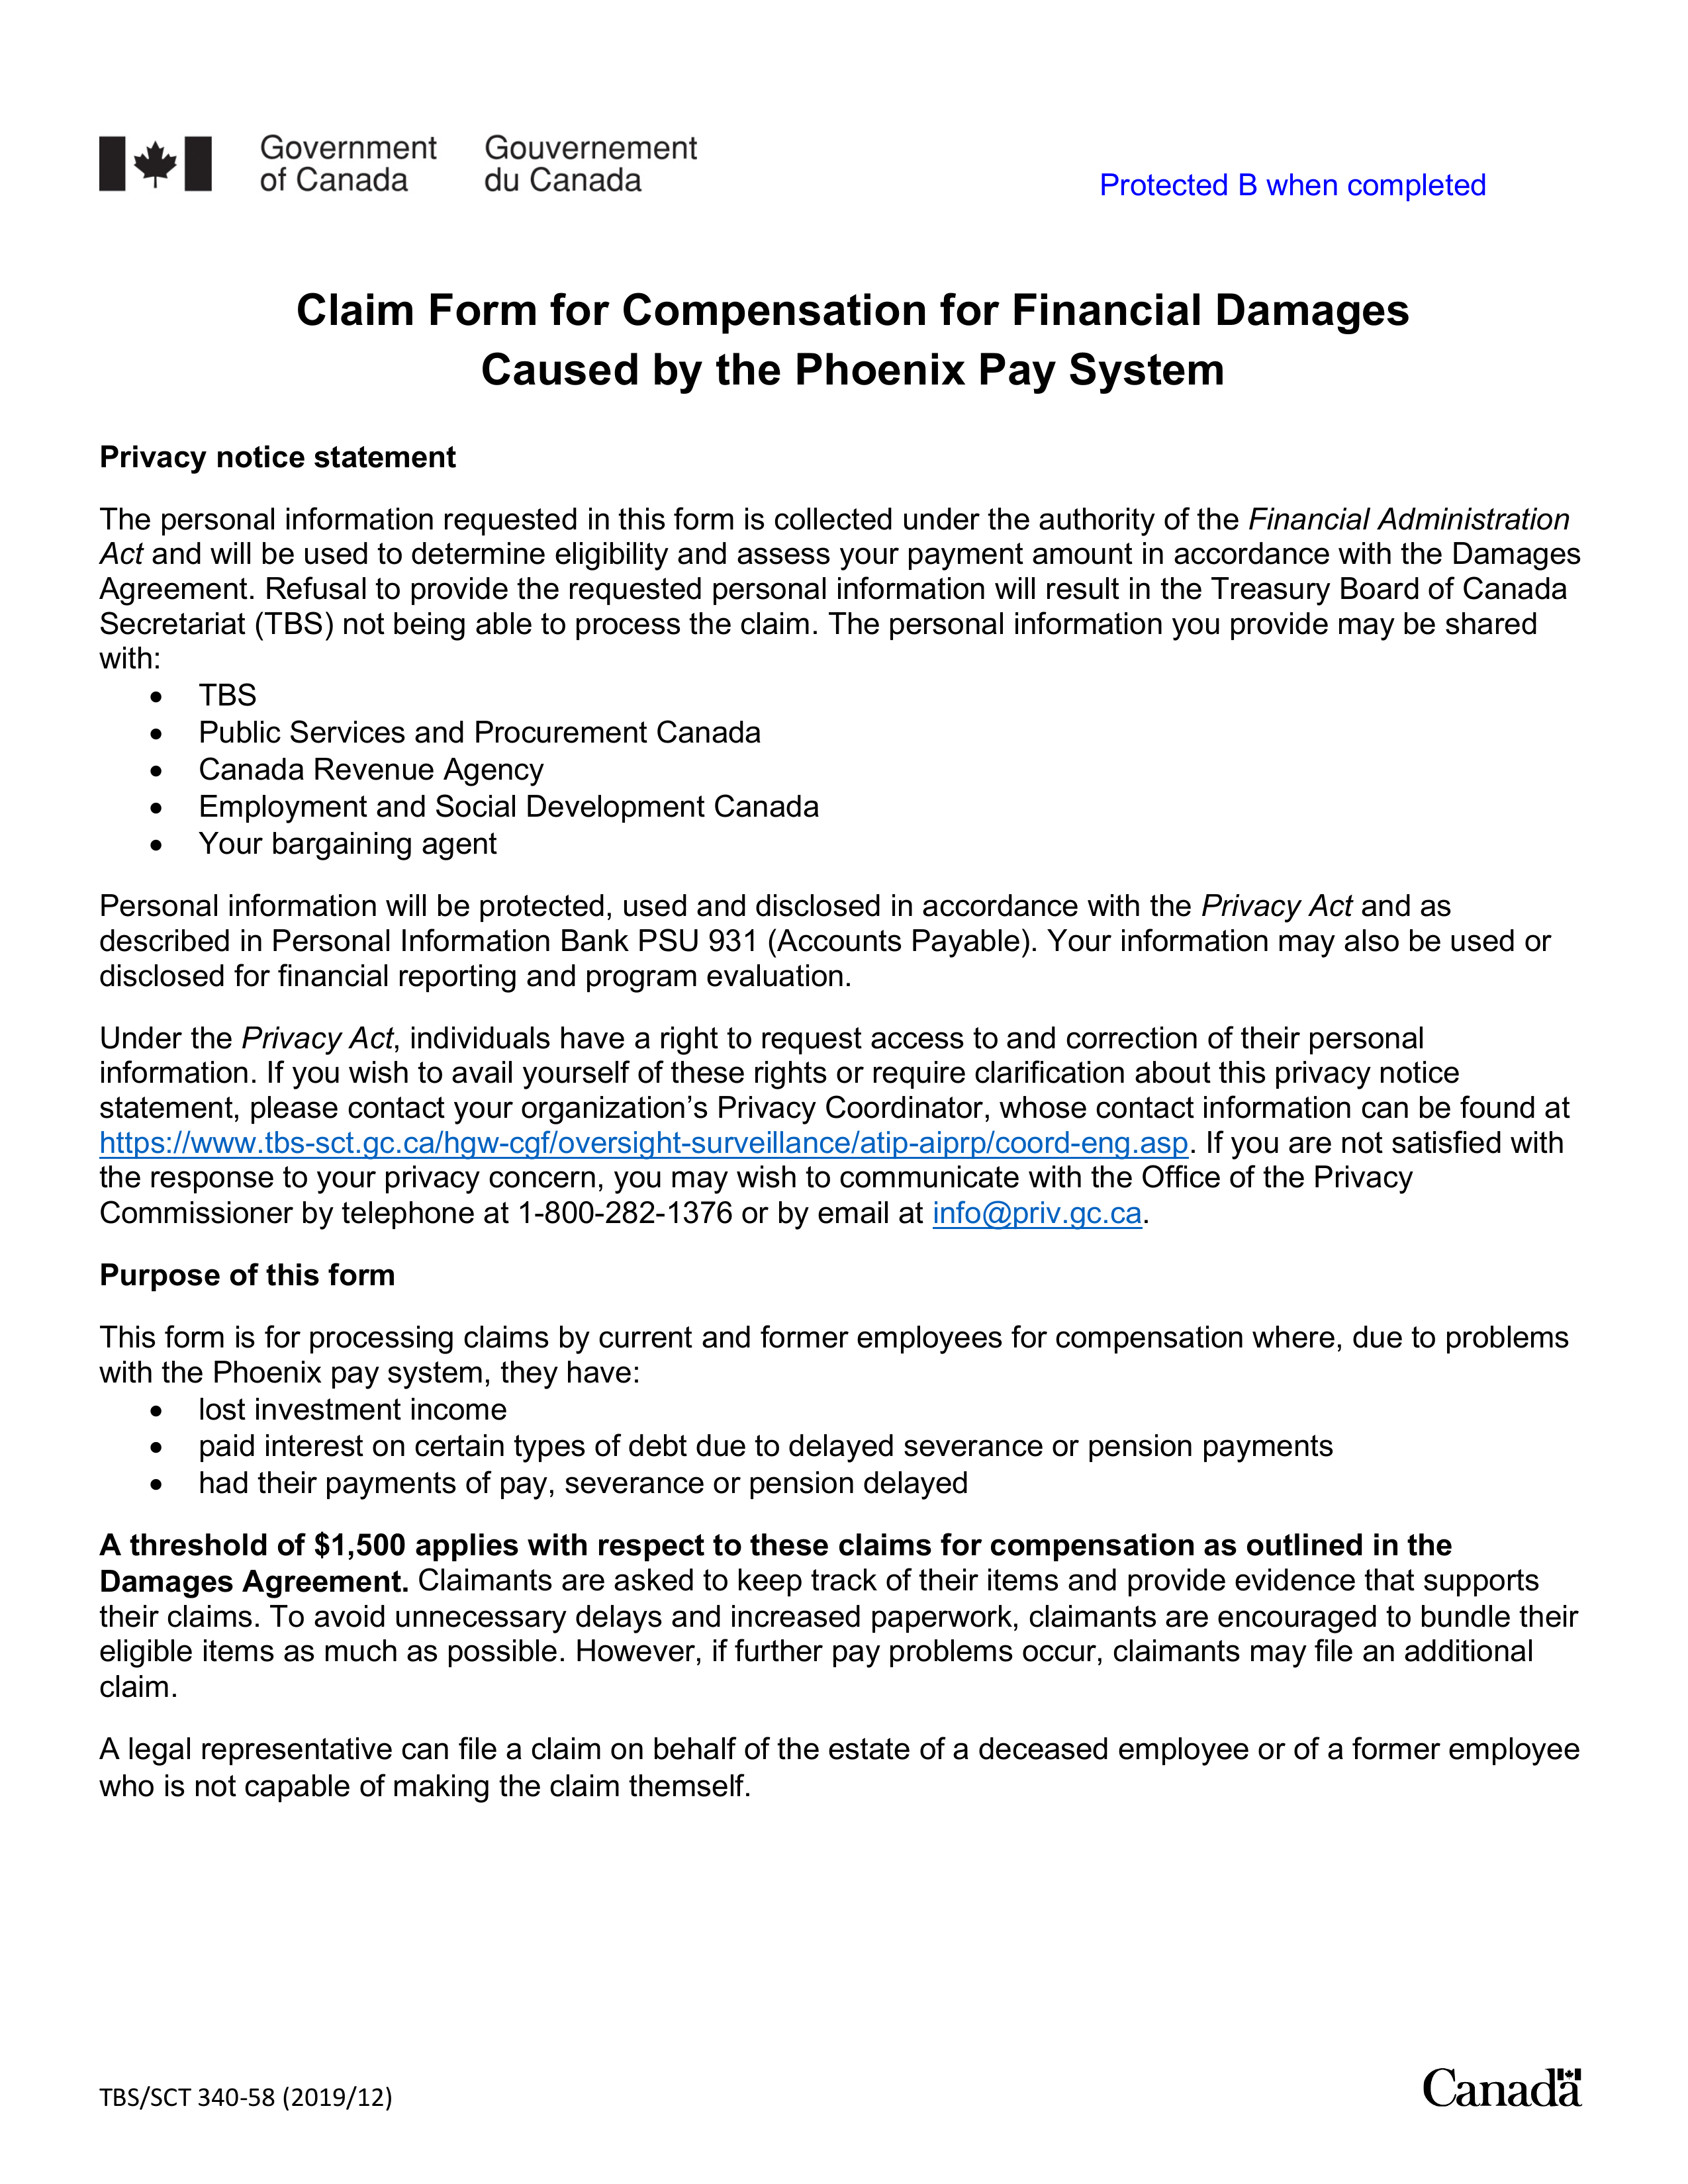 Government
of Canada
Gouvernement
du Canada
Protected B when completed
Claim Form for Compensation for Financial Damages
Caused by the Phoenix Pay System
Privacy notice statement
The personal information requested in this form is collected under the authority of the Financial Administration
Act and will be used to determine eligibility and assess your payment amount in accordance with the Damages
Agreement. Refusal to provide the requested personal information will result in the Treasury Board of Canada
Secretariat (TBS) not being able to process the claim. The personal information you provide may be shared
with:
• TBS
• Public Services and Procurement Canada
• Canada Revenue Agency
• Employment and Social Development Canada
• Your bargaining agent
Personal information will be protected, used and disclosed in accordance with the Privacy Act and as
described in Personal Information Bank PSU 931 (Accounts Payable). Your information may also be used or
disclosed for financial reporting and program evaluation.
Under the Privacy Act, individuals have a right to request access to and correction of their personal
information. If you wish to avail yourself of these rights or require clarification about this privacy notice
statement, please contact your organization’s Privacy Coordinator, whose contact information can be found at
https://www.tbs-sct.gc.ca/hgw-cgf/oversight-surveillance/atip-aiprp/coord-eng.asp. If you are not satisfied with
the response to your privacy concern, you may wish to communicate with the Office of the Privacy
Commissioner by telephone at 1-800-282-1376 or by email at info@priv.gc.ca.
Purpose of this form
This form is for processing claims by current and former employees for compensation where, due to problems
with the Phoenix pay system, they have:
• lost investment income
• paid interest on certain types of debt due to delayed severance or pension payments
• had their payments of pay, severance or pension delayed
A threshold of $1,500 applies with respect to these claims for compensation as outlined in the
Damages Agreement. Claimants are asked to keep track of their items and provide evidence that supports
their claims. To avoid unnecessary delays and increased paperwork, claimants are encouraged to bundle their
eligible items as much as possible. However, if further pay problems occur, claimants may file an additional
claim.
A legal representative can file a claim on behalf of the estate of a deceased employee or of a former employee
who is not capable of making the claim themself.
TBS/SCT 340-58 (2019/12)
Canada